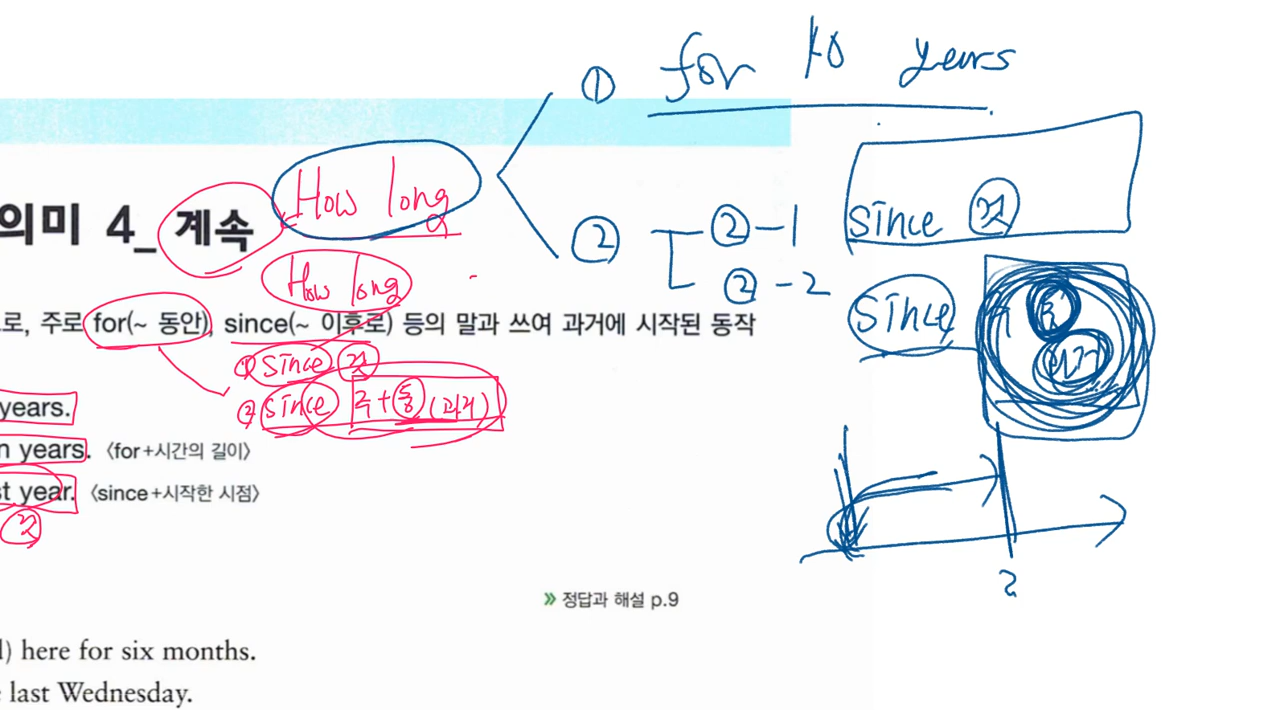 ① for 10 years
의미 4_ 계속 How long
② ②-1 since
②-2 since
How long
로, 주로 for(~ 동안), since(~ 이후로) 등의 말과 쓰여 과거에 시작된 동작
① since
② since 주+동 (과거)
years.
n years. 〈for+시간의 길이〉
st year. 〈since+시작한 시점〉
» 정답과 해설 p.9
l) here for six months.
e last Wednesday.